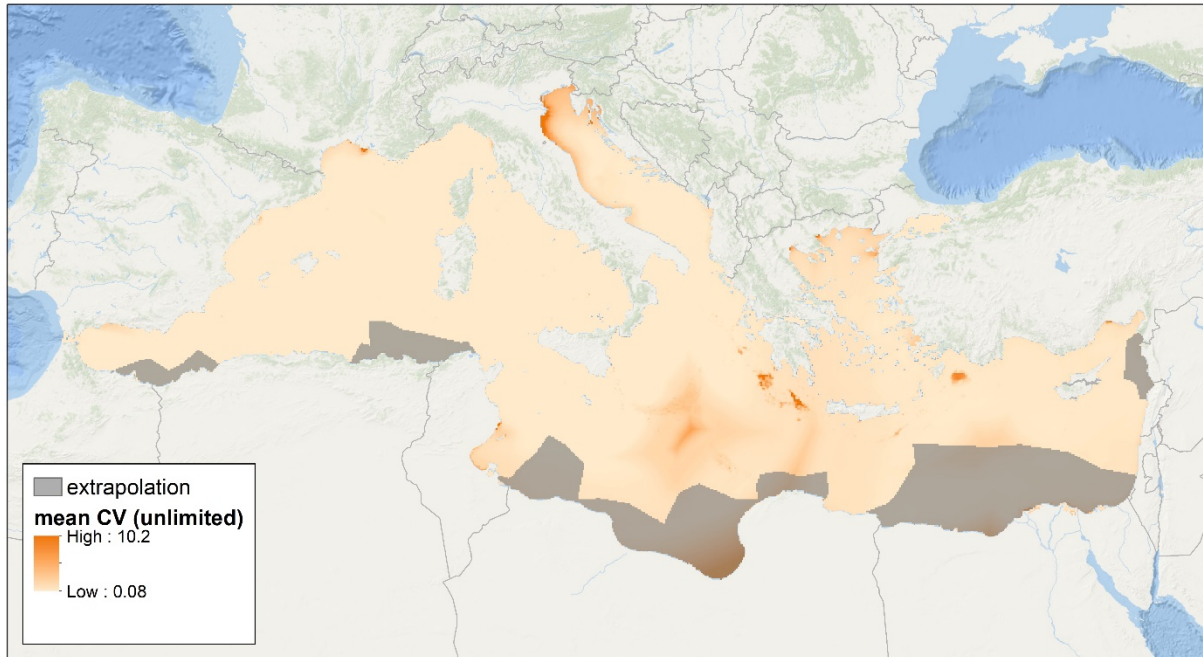 extrapolation
mean CV (unlimited)
High : 10.2
Low : 0.08